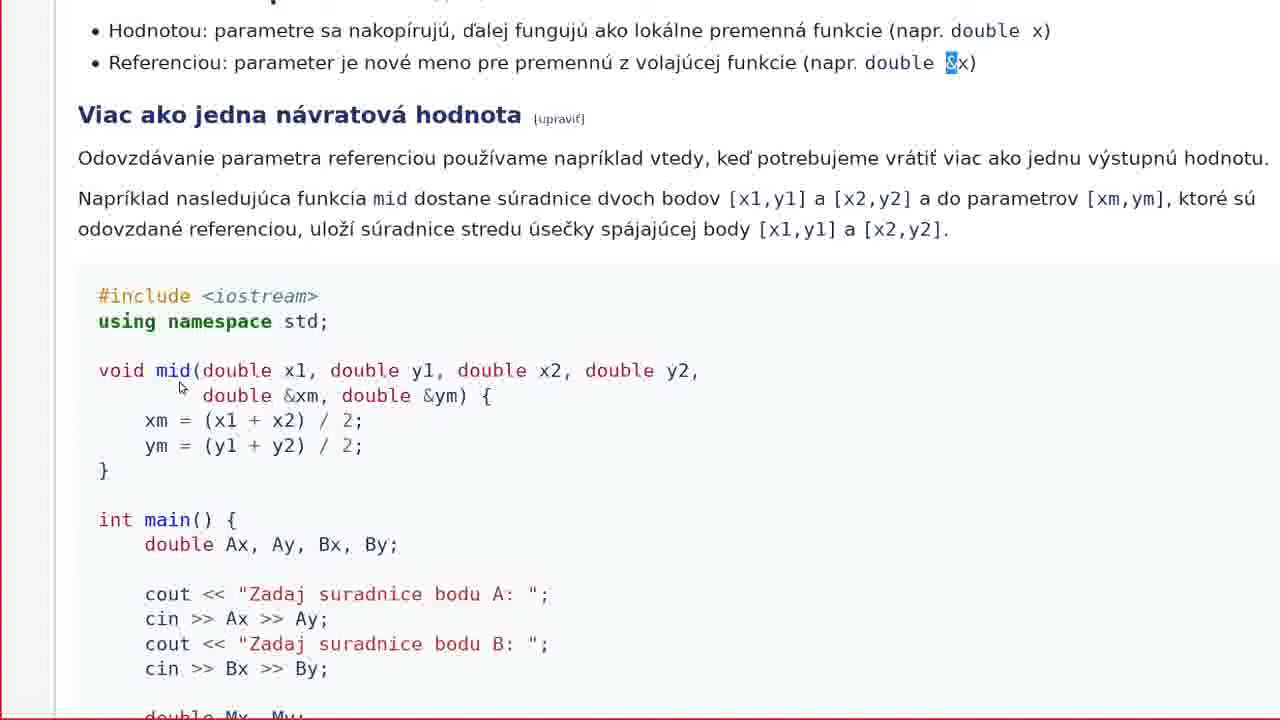 • Hodnotou: parametre sa nakopírujú, ďalej fungujú ako lokálne premenná funkcie (napr. double x)
• Referenciou: parameter je nové meno pre premennú z volajúcej funkcie (napr. double &x)
Viac ako jedna návratová hodnota [upraviť]
Odovzdávanie parametra referenciou používame napríklad vtedy, keď potrebujeme vrátiť viac ako jednu výstupnú hodnotu.
Napríklad nasledujúca funkcia mid dostane súradnice dvoch bodov [x1,y1] a [x2,y2] a do parametrov [xm,ym], ktoré sú
odovzdané referenciou, uloží súradnice stredu úsečky spájajúcej body [x1,y1] a [x2,y2].
#include <iostream>
using namespace std;
void mid(double x1, double y1, double x2, double y2,
         double &xm, double &ym) {
    xm = (x1 + x2) / 2;
    ym = (y1 + y2) / 2;
}
int main() {
    double Ax, Ay, Bx, By;
    cout << "Zadaj suradnice bodu A: ";
    cin >> Ax >> Ay;
    cout << "Zadaj suradnice bodu B: ";
    cin >> Bx >> By;
    double Mx, My;